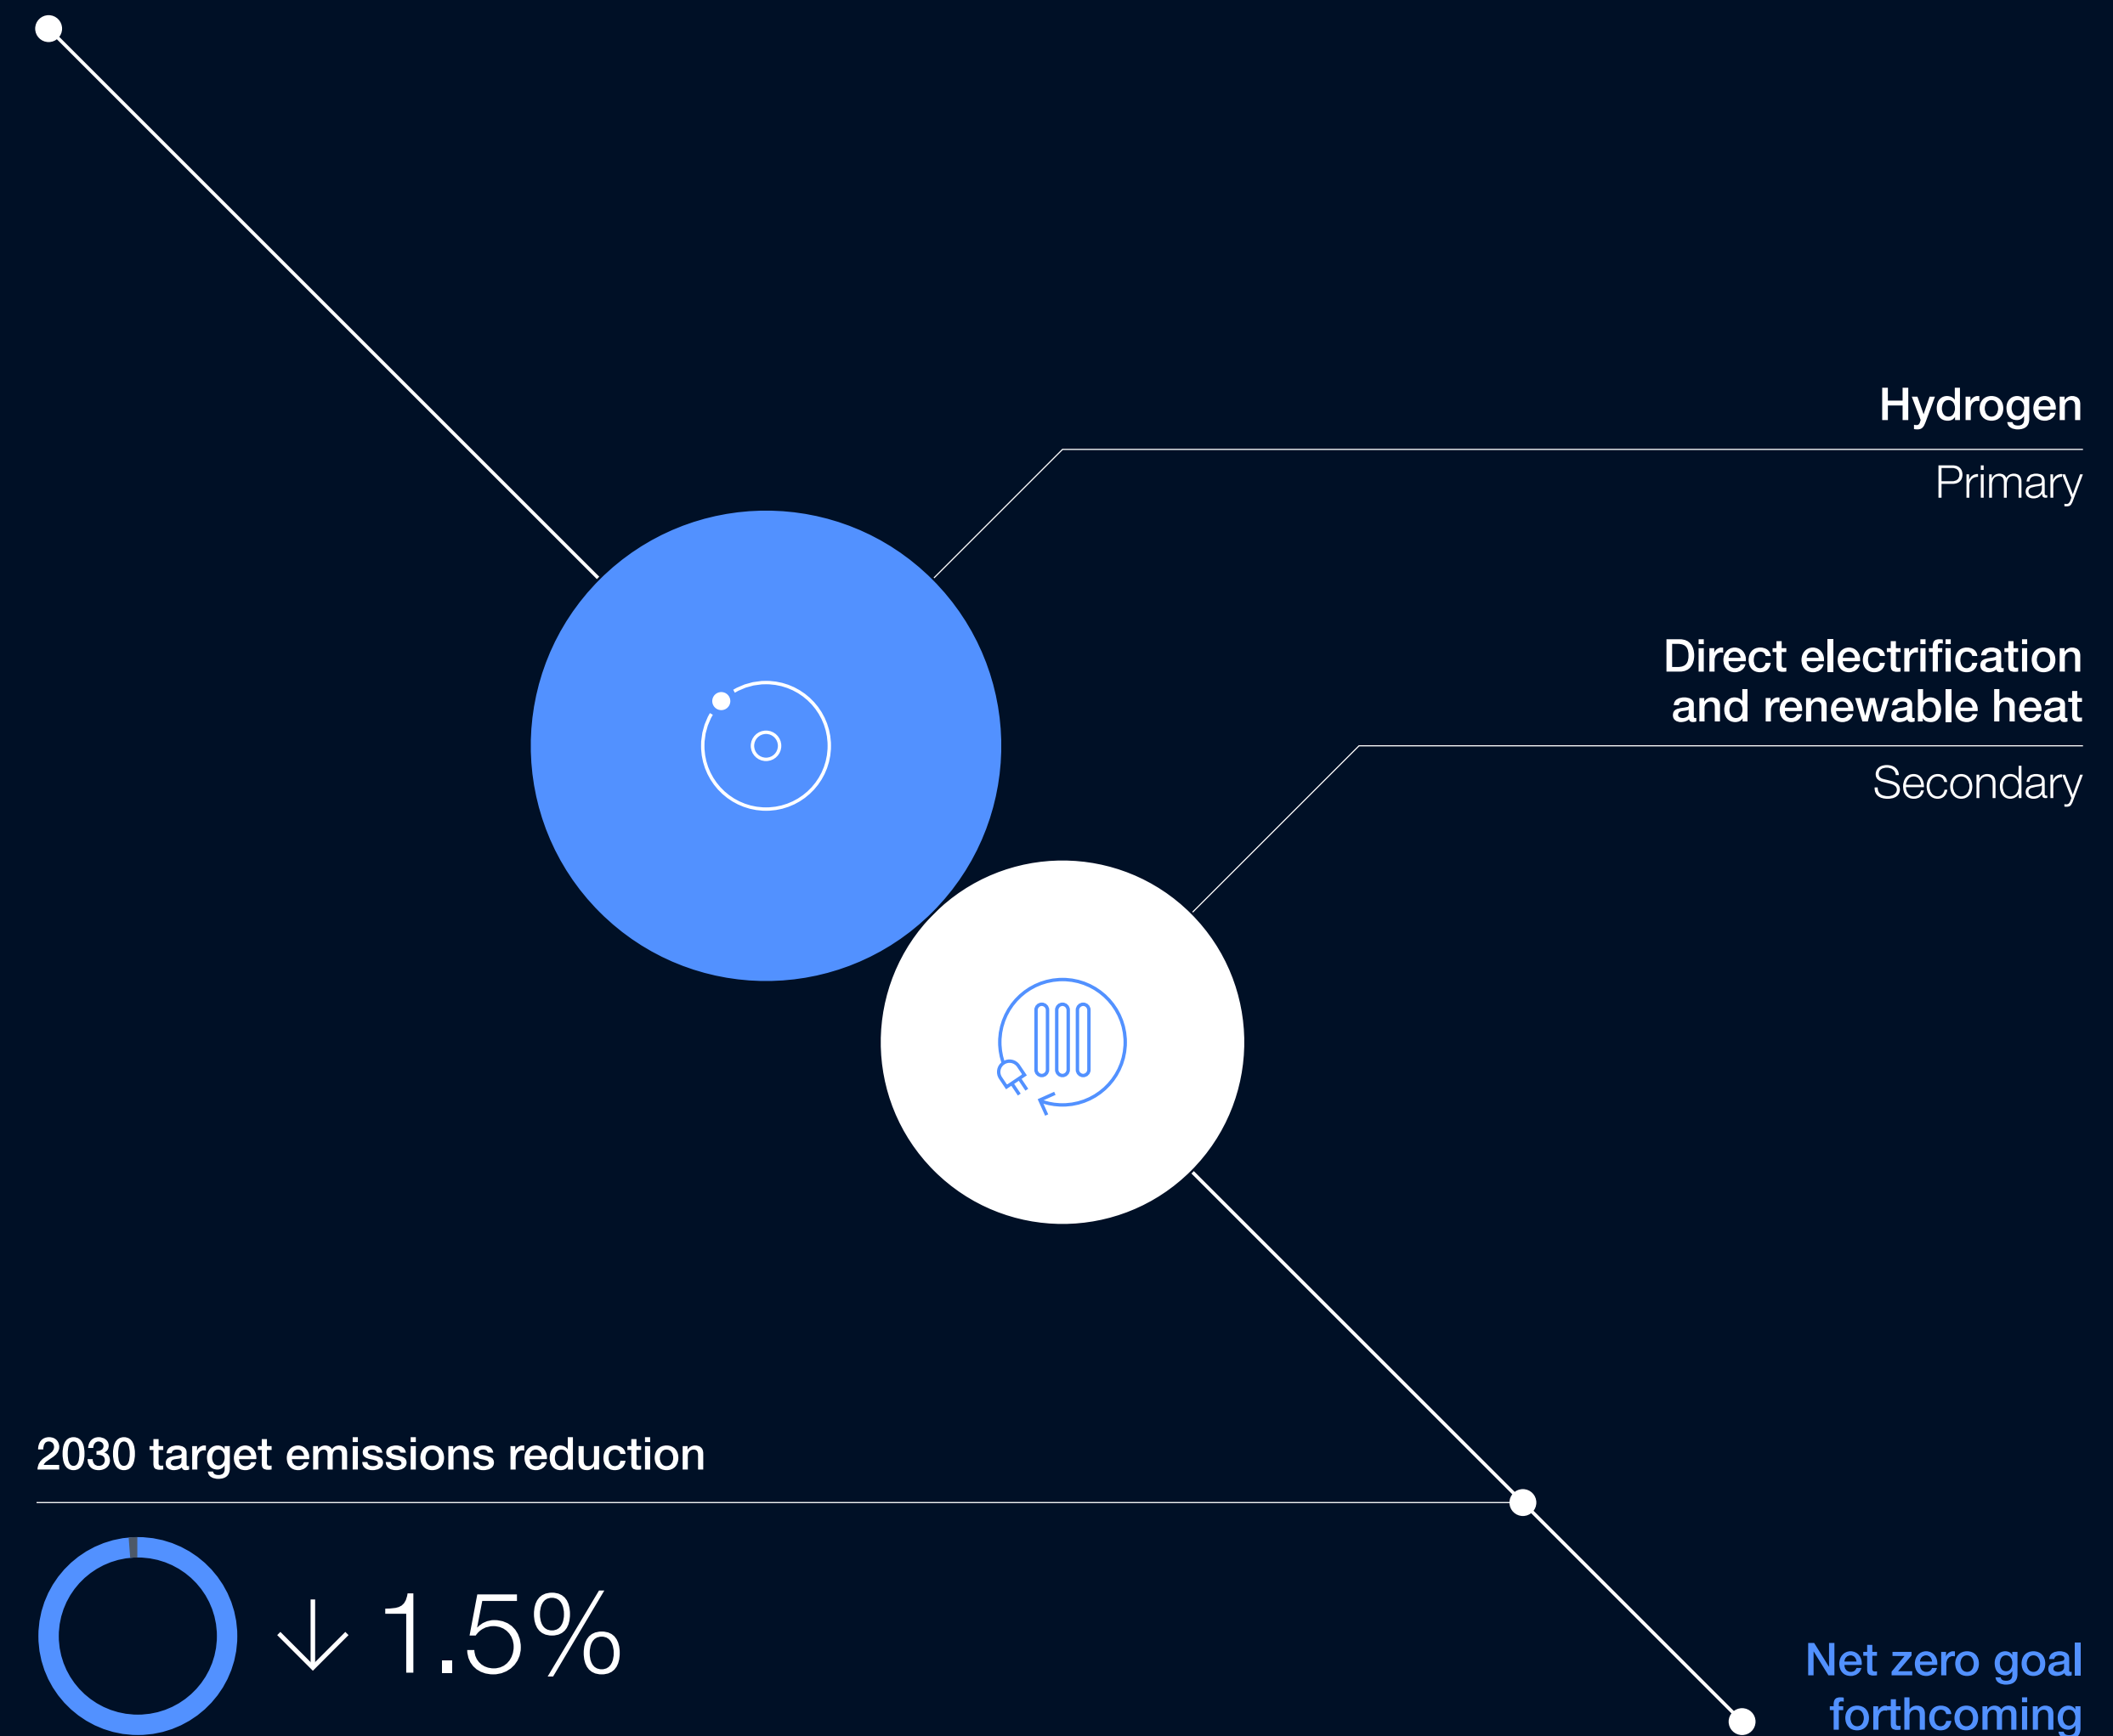 Hydrogen
Primary
Direct electrification
and renewable heat
Secondary
2030 target emissions reduction
1.5%
Net zero goal
forthcoming